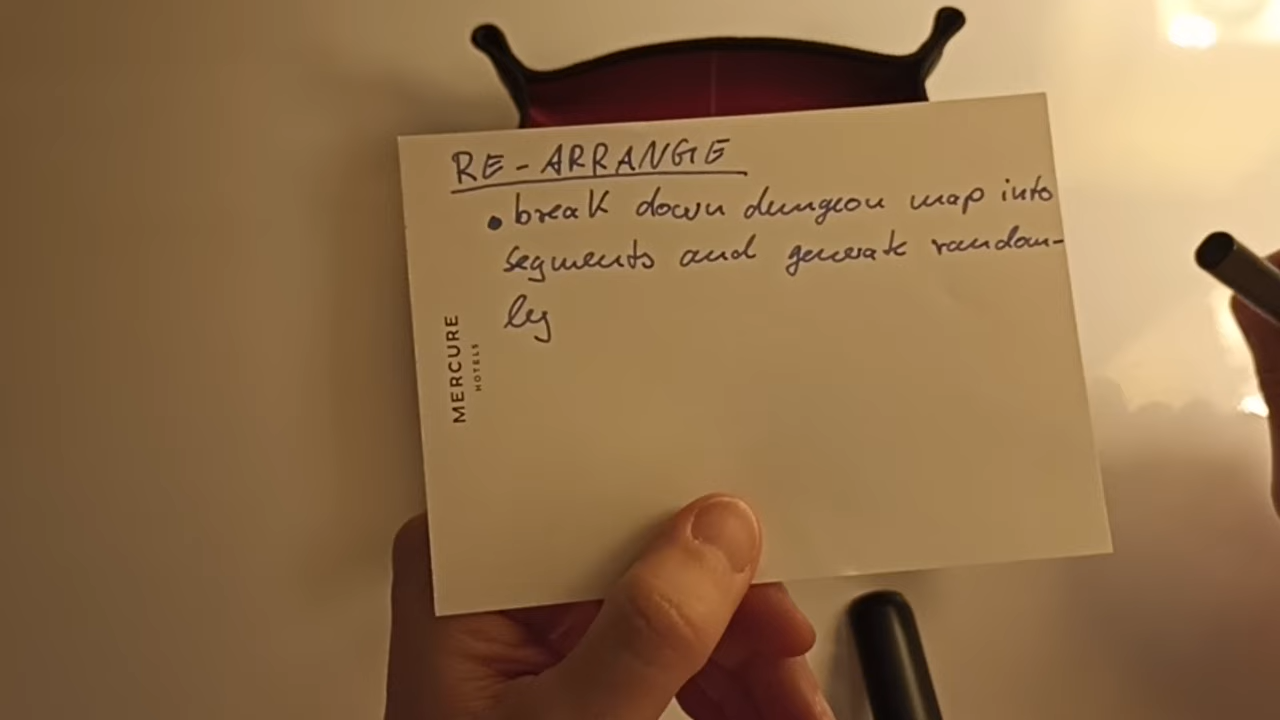 RE-ARRANGE
• break down dungeon map into
segments and generate random-
ly
MERCURE
HOTELS